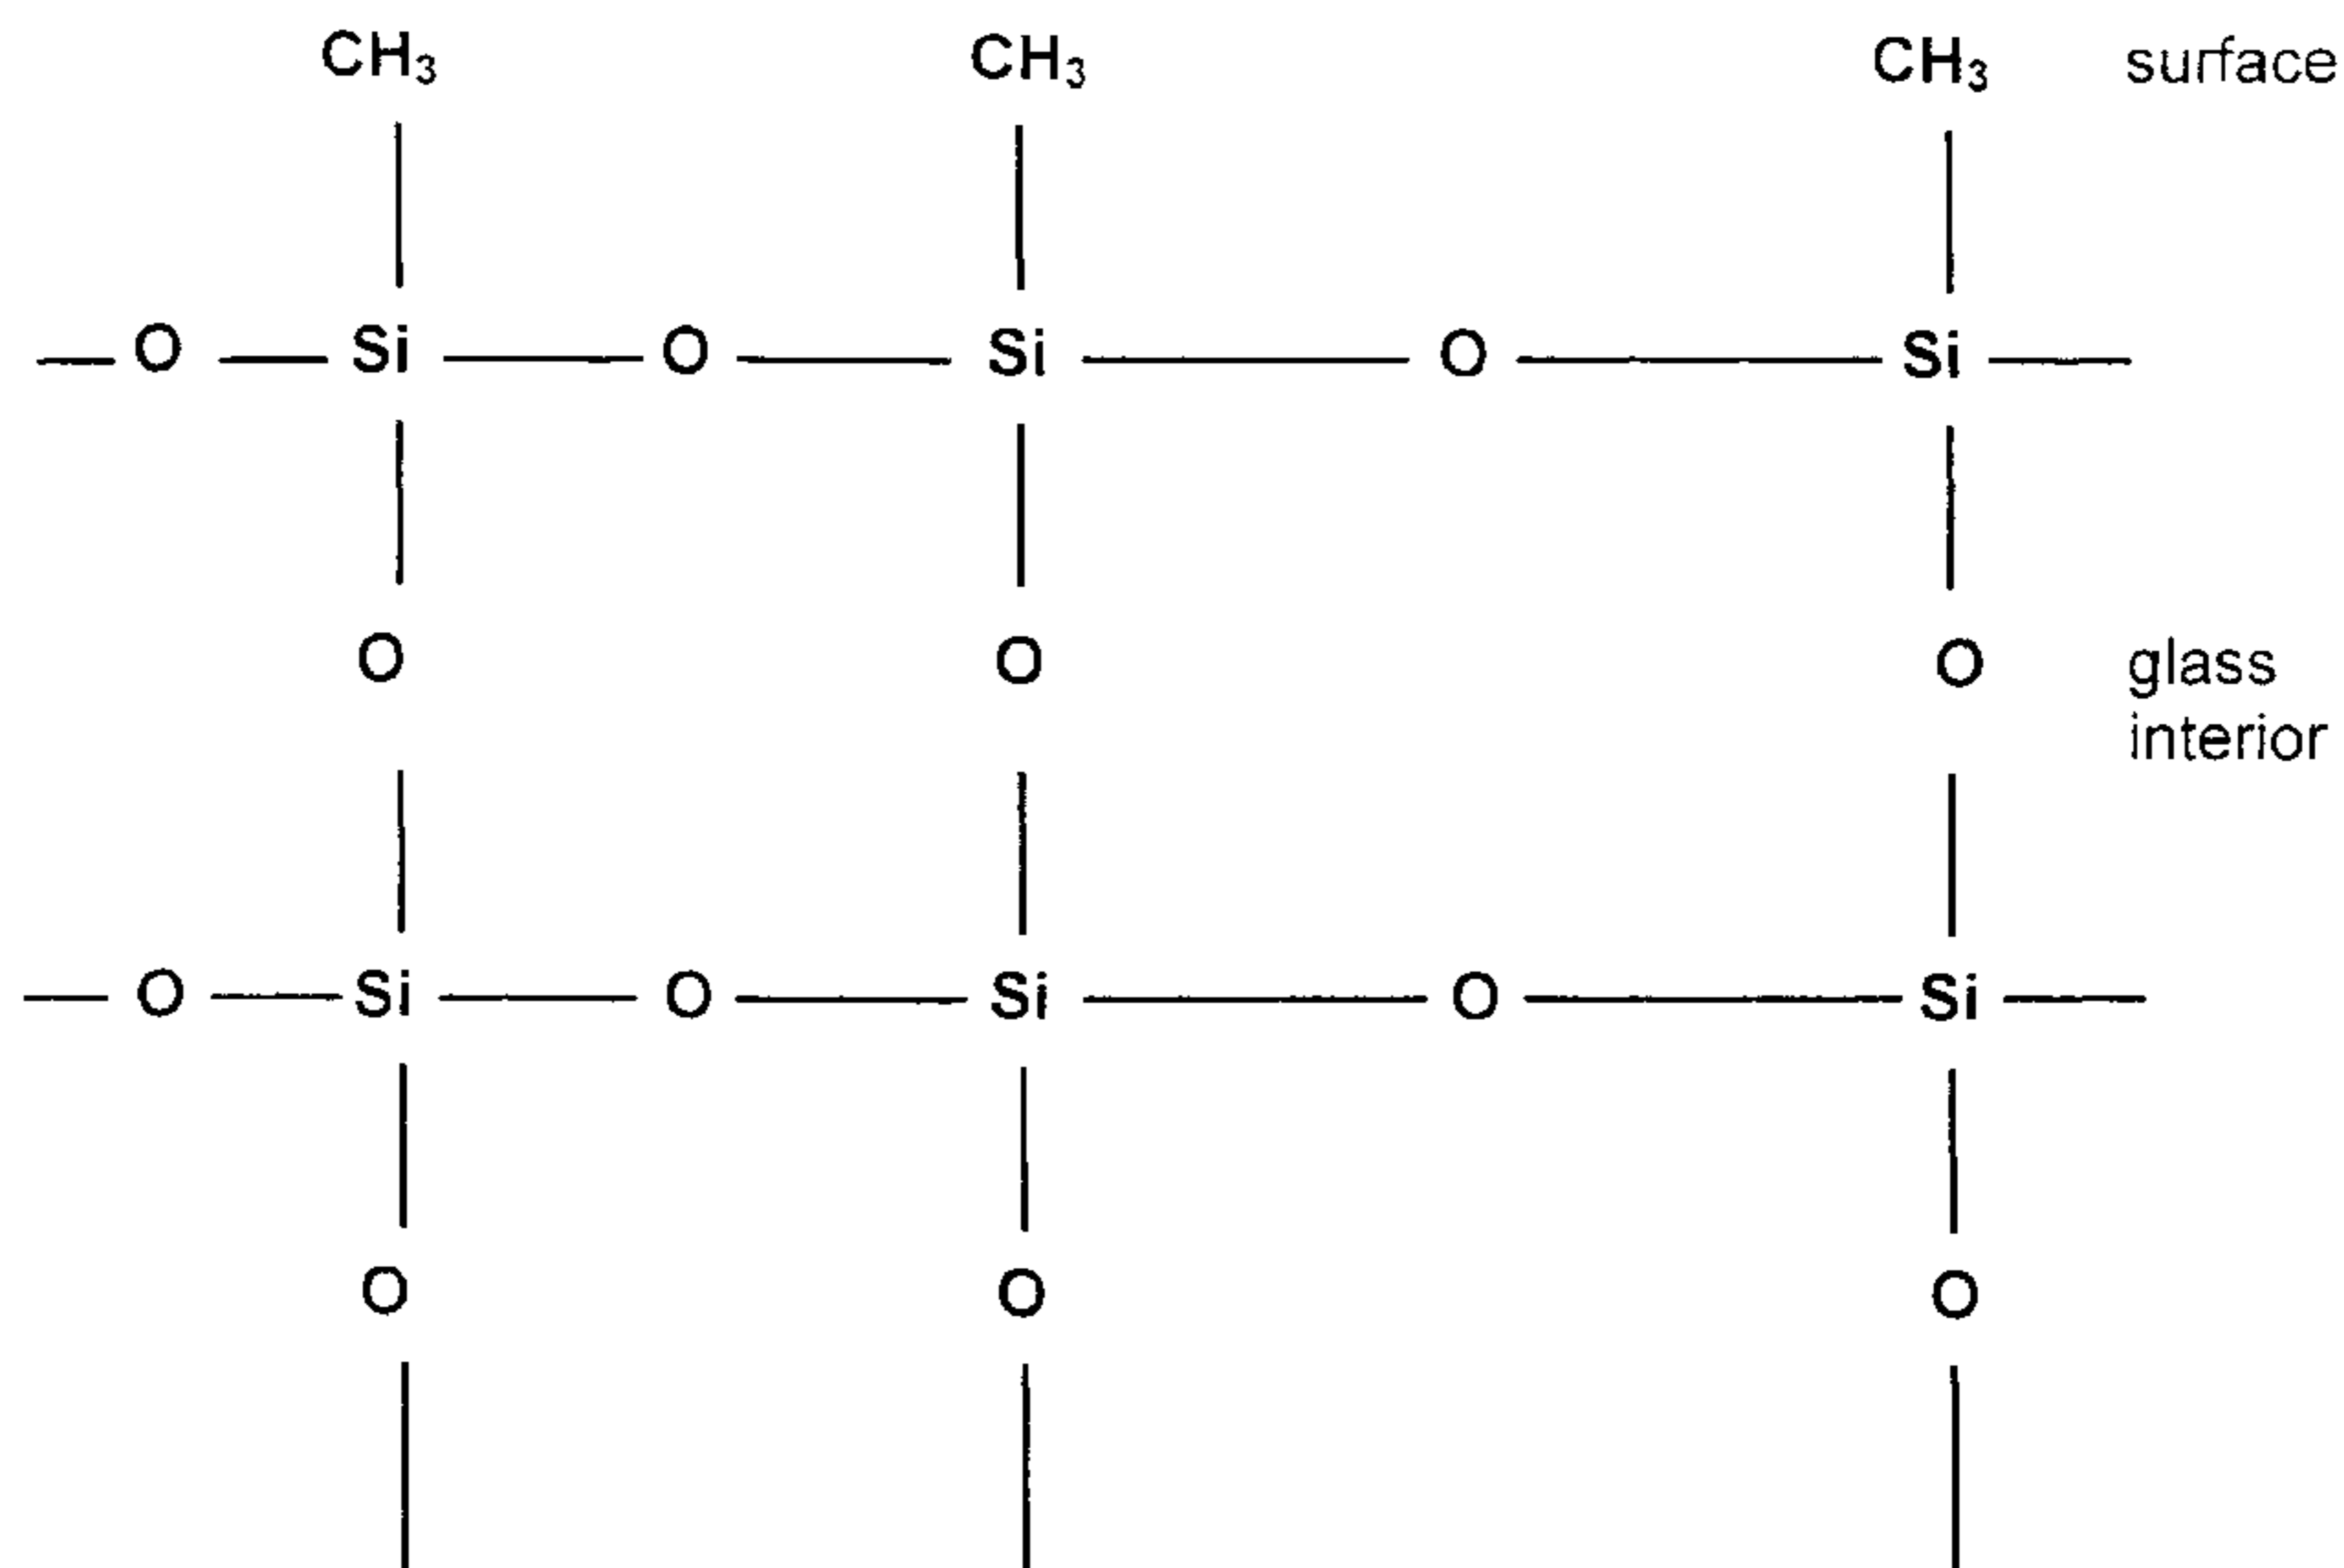 CH₃ CH₃ CH₃ surface
O Si O Si O Si
O O O glass
interior
O Si O Si O Si
O O O